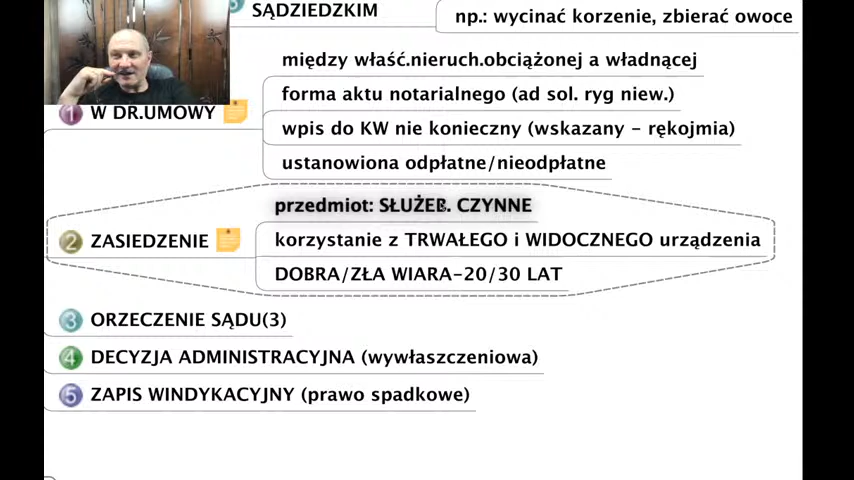 SĄDZIEDZKIM
np.: wycinać korzenie, zbierać owoce
między właść.nieruch.obciążonej a władnącej
forma aktu notarialnego (ad sol. ryg niew.)
1 W DR.UMOWY
wpis do KW nie konieczny (wskazany - rękojmia)
ustanowiona odpłatne/nieodpłatne
przedmiot: SŁUŻEB. CZYNNE
2 ZASIEDZENIE
korzystanie z TRWAŁEGO i WIDOCZNEGO urządzenia
DOBRA/ZŁA WIARA-20/30 LAT
3 ORZECZENIE SĄDU(3)
4 DECYZJA ADMINISTRACYJNA (wywłaszczeniowa)
5 ZAPIS WINDYKACYJNY (prawo spadkowe)